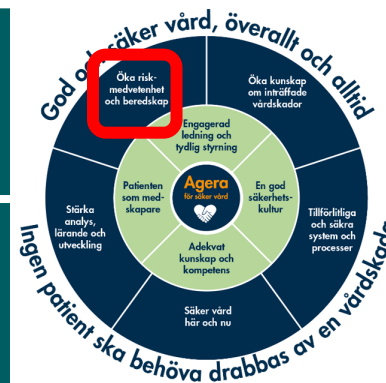 God och säker vård, överallt och alltid
Öka risk-
medvetenhet
och beredskap
Öka kunskap
om inträffade
vårdskador
Engagerad
ledning och
tydlig styrning
Patienten
som med-
skapare
Agera
för säker vård
En god
säkerhets-
kultur
Stärka
analys,
lärande och
utveckling
Tillförlitliga
och säkra
system och
processer
Adekvat
kunskap och
kompetens
Säker vård
här och nu
Ingen patient ska behöva drabbas av en vårdskada